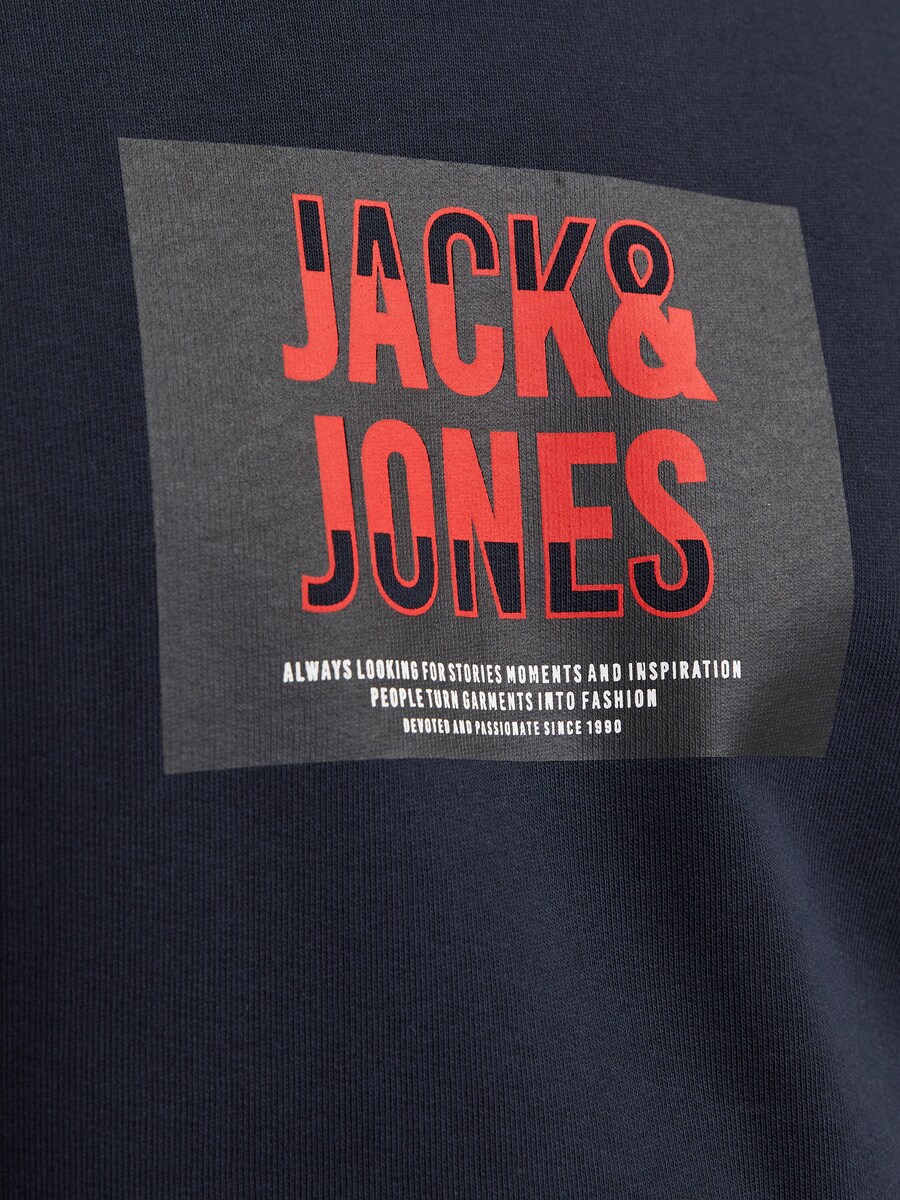 JACK&
JONES
ALWAYS LOOKING FOR STORIES MOMENTS AND INSPIRATION
PEOPLE TURN GARMENTS INTO FASHION
DEVOTED AND PASSIONATE SINCE 1990